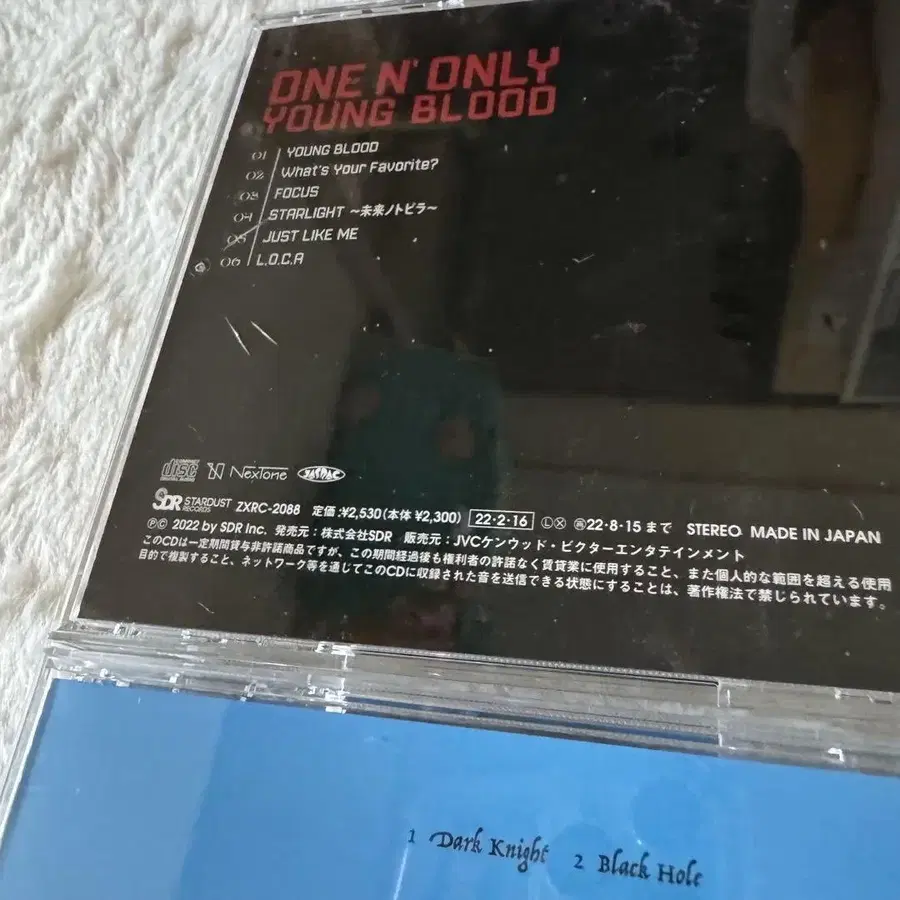 ONE N' ONLY
YOUNG BLOOD
01 YOUNG BLOOD
02 What's Your Favorite?
03 FOCUS
04 STARLIGHT ~未来ノトビラ~
05 JUST LIKE ME
06 L.O.C.A
COMPACT disc DIGITAL AUDIO N NexTone JASRAC
SDR STARDUST RECORDS ZXRC-2088 定価:¥2,530(本体 ¥2,300) 22·2·16 Ⓛ Ⓧ 22·8·15 まで STEREO MADE IN JAPAN
ⓅⒸ 2022 by SDR Inc. 発売元:株式会社SDR 販売元:JVCケンウッド・ビクターエンタテインメント
このCDは一定期間貸与非許諾商品ですが、この期間経過後も権利者の許諾なく賃貸業に使用すること、また個人的な範囲を超える使用
目的で複製すること、ネットワーク等を通じてこのCDに収録された音を送信できる状態にすることは、著作権法で禁じられています。
1 Dark Knight 2 Black Hole